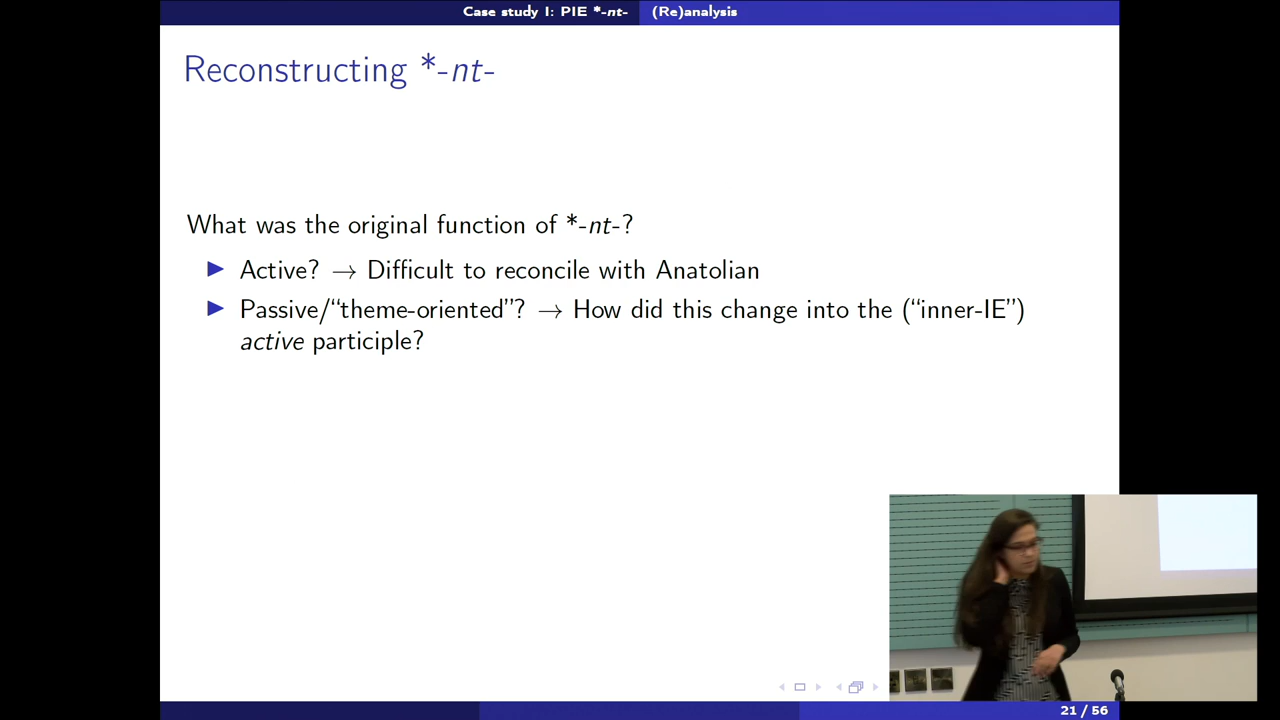 Case study I: PIE *-nt- (Re)analysis
Reconstructing *-nt-
What was the original function of *-nt-?
▶ Active? → Difficult to reconcile with Anatolian
▶ Passive/“theme-oriented”? → How did this change into the (“inner-IE”)
active participle?
21 / 56